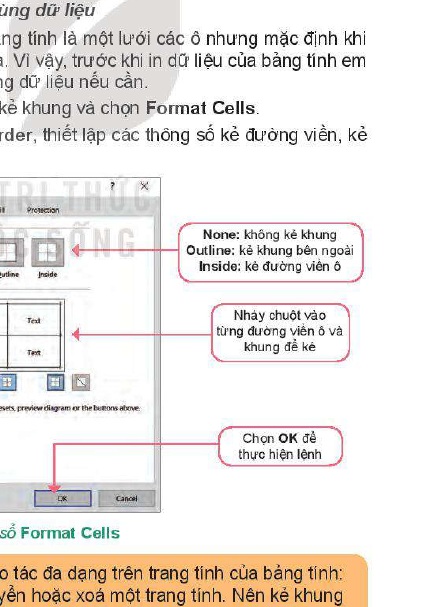 ùng dữ liệu
ng tính là một lưới các ô nhưng mặc định khi
. Vì vậy, trước khi in dữ liệu của bảng tính em
g dữ liệu nếu cần.
kẻ khung và chọn Format Cells.
rder, thiết lập các thông số kẻ đường viền, kẻ
TRI THỨC
SỐNG
? X
ll Protection
None: không kẻ khung
Outline: kẻ khung bên ngoài
Inside: kẻ đường viền ô
utline Inside
Nháy chuột vào
từng đường viền ô và
khung để kẻ
Text
Text
esets, preview diagram or the buttons above.
Chọn OK để
thực hiện lệnh
OK Cancel
sổ Format Cells
o tác đa dạng trên trang tính của bảng tính:
yển hoặc xoá một trang tính. Nên kẻ khung